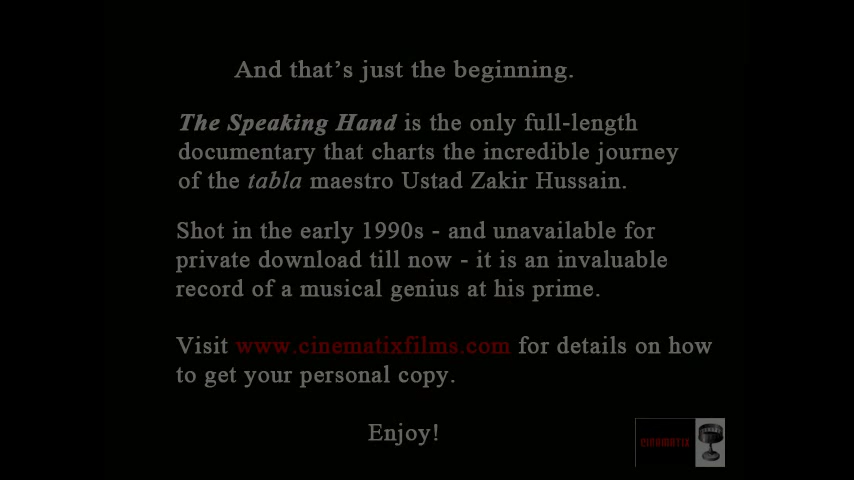 And that's just the beginning.
The Speaking Hand is the only full-length
documentary that charts the incredible journey
of the tabla maestro Ustad Zakir Hussain.
Shot in the early 1990s - and unavailable for
private download till now - it is an invaluable
record of a musical genius at his prime.
Visit www.cinematixfilms.com for details on how
to get your personal copy.
Enjoy!
CINEMATIX